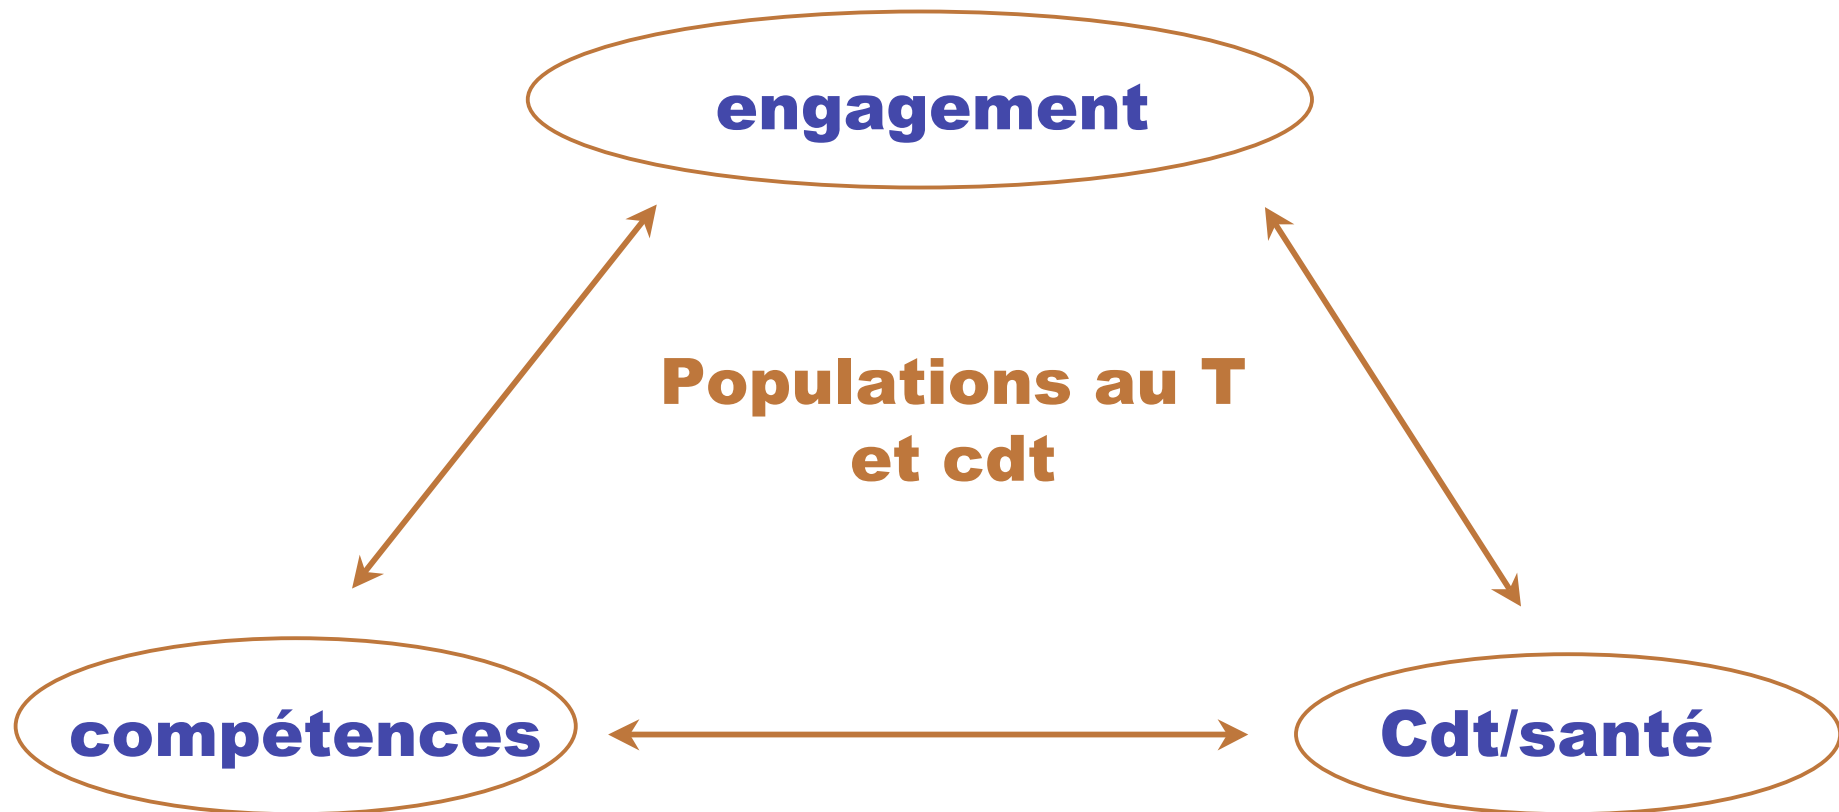 engagement
Populations au T
et cdt
compétences
Cdt/santé